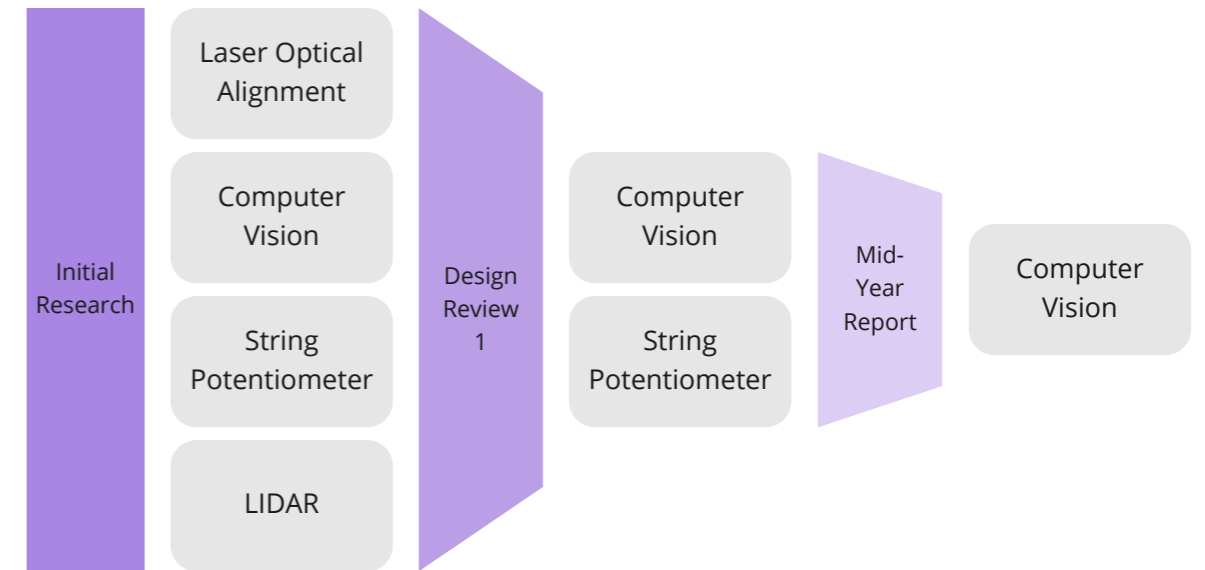 Initial
Research
Laser Optical
Alignment
Computer
Vision
String
Potentiometer
LIDAR
Design
Review
1
Computer
Vision
String
Potentiometer
Mid-
Year
Report
Computer
Vision